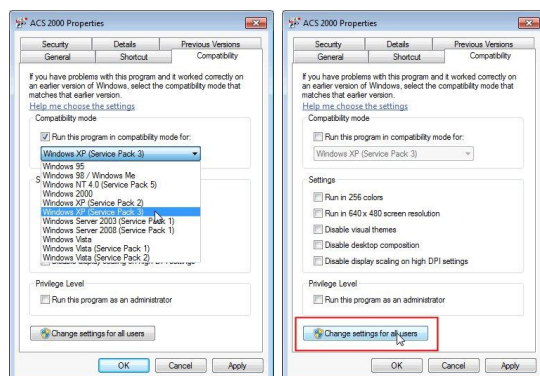 ACS 2000 Properties
Security Details Previous Versions
General Shortcut Compatibility
If you have problems with this program and it worked correctly on
an earlier version of Windows, select the compatibility mode that
matches that earlier version.
Help me choose the settings
Compatibility mode
Run this program in compatibility mode for:
Windows XP (Service Pack 3)
Windows 95
Windows 98 / Windows Me
Windows NT 4.0 (Service Pack 5)
Windows 2000
Windows XP (Service Pack 2)
Windows XP (Service Pack 3)
Windows Server 2003 (Service Pack 1)
Windows Server 2008 (Service Pack 1)
Windows Vista
Windows Vista (Service Pack 1)
Windows Vista (Service Pack 2)
Privilege Level
Run this program as an administrator
Change settings for all users
OK Cancel Apply
ACS 2000 Properties
Security Details Previous Versions
General Shortcut Compatibility
If you have problems with this program and it worked correctly on
an earlier version of Windows, select the compatibility mode that
matches that earlier version.
Help me choose the settings
Compatibility mode
Run this program in compatibility mode for:
Windows XP (Service Pack 3)
Settings
Run in 256 colors
Run in 640 x 480 screen resolution
Disable visual themes
Disable desktop composition
Disable display scaling on high DPI settings
Privilege Level
Run this program as an administrator
Change settings for all users
OK Cancel Apply